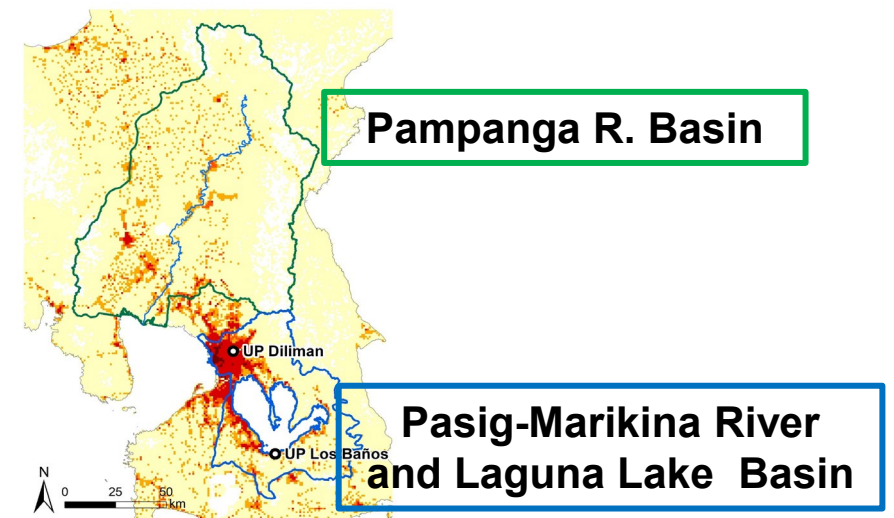 Pampanga R. Basin
UP Diliman
Pasig-Marikina River
and Laguna Lake Basin
UP Los Baños
N
0 25 50
km